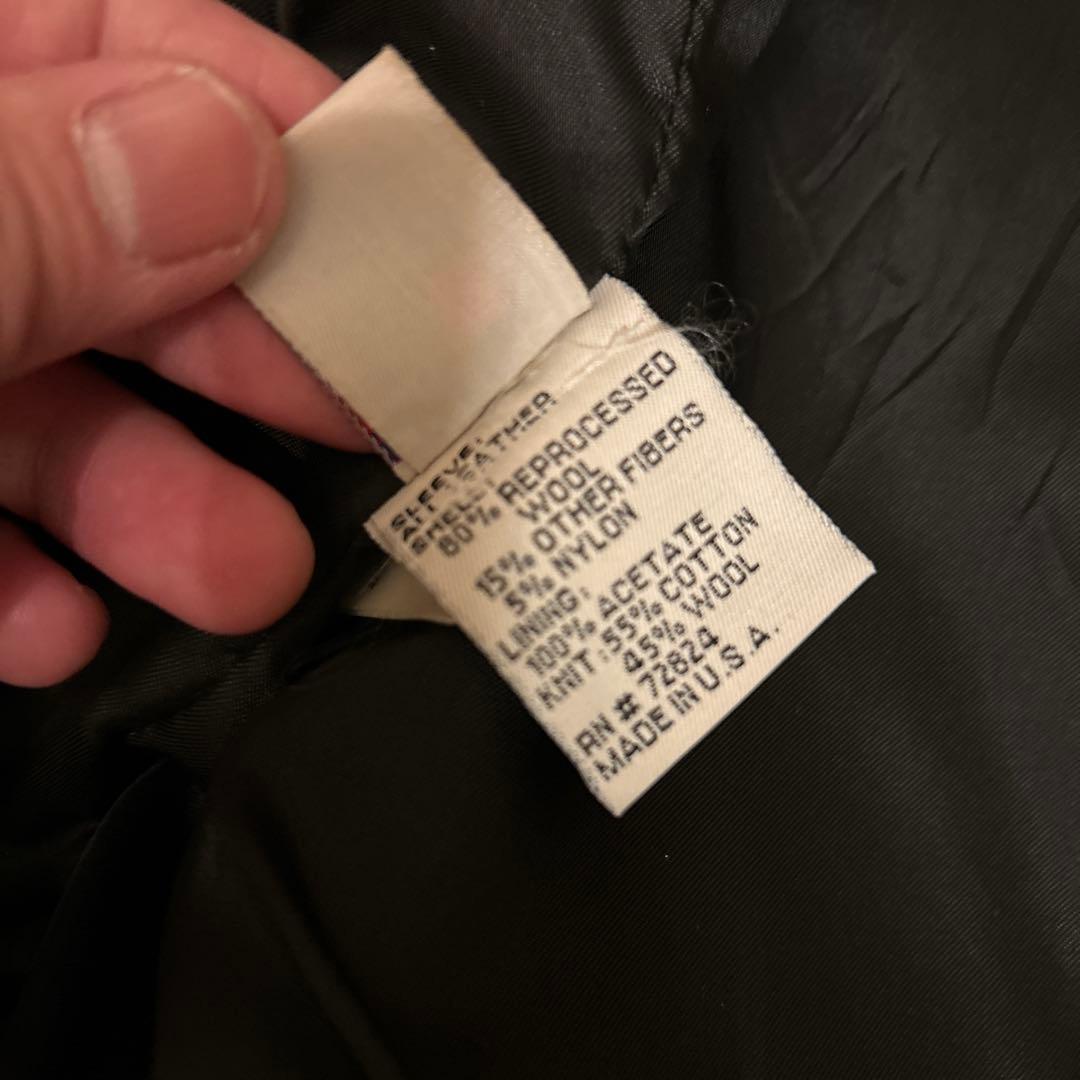 SLEEVE:
ALL LEATHER
SHELL: REPROCESSED
80% WOOL
15% OTHER FIBERS
5% NYLON
LINING:
100% ACETATE
KNIT: 55% COTTON
45% WOOL
RN # 72824
MADE IN U.S.A.